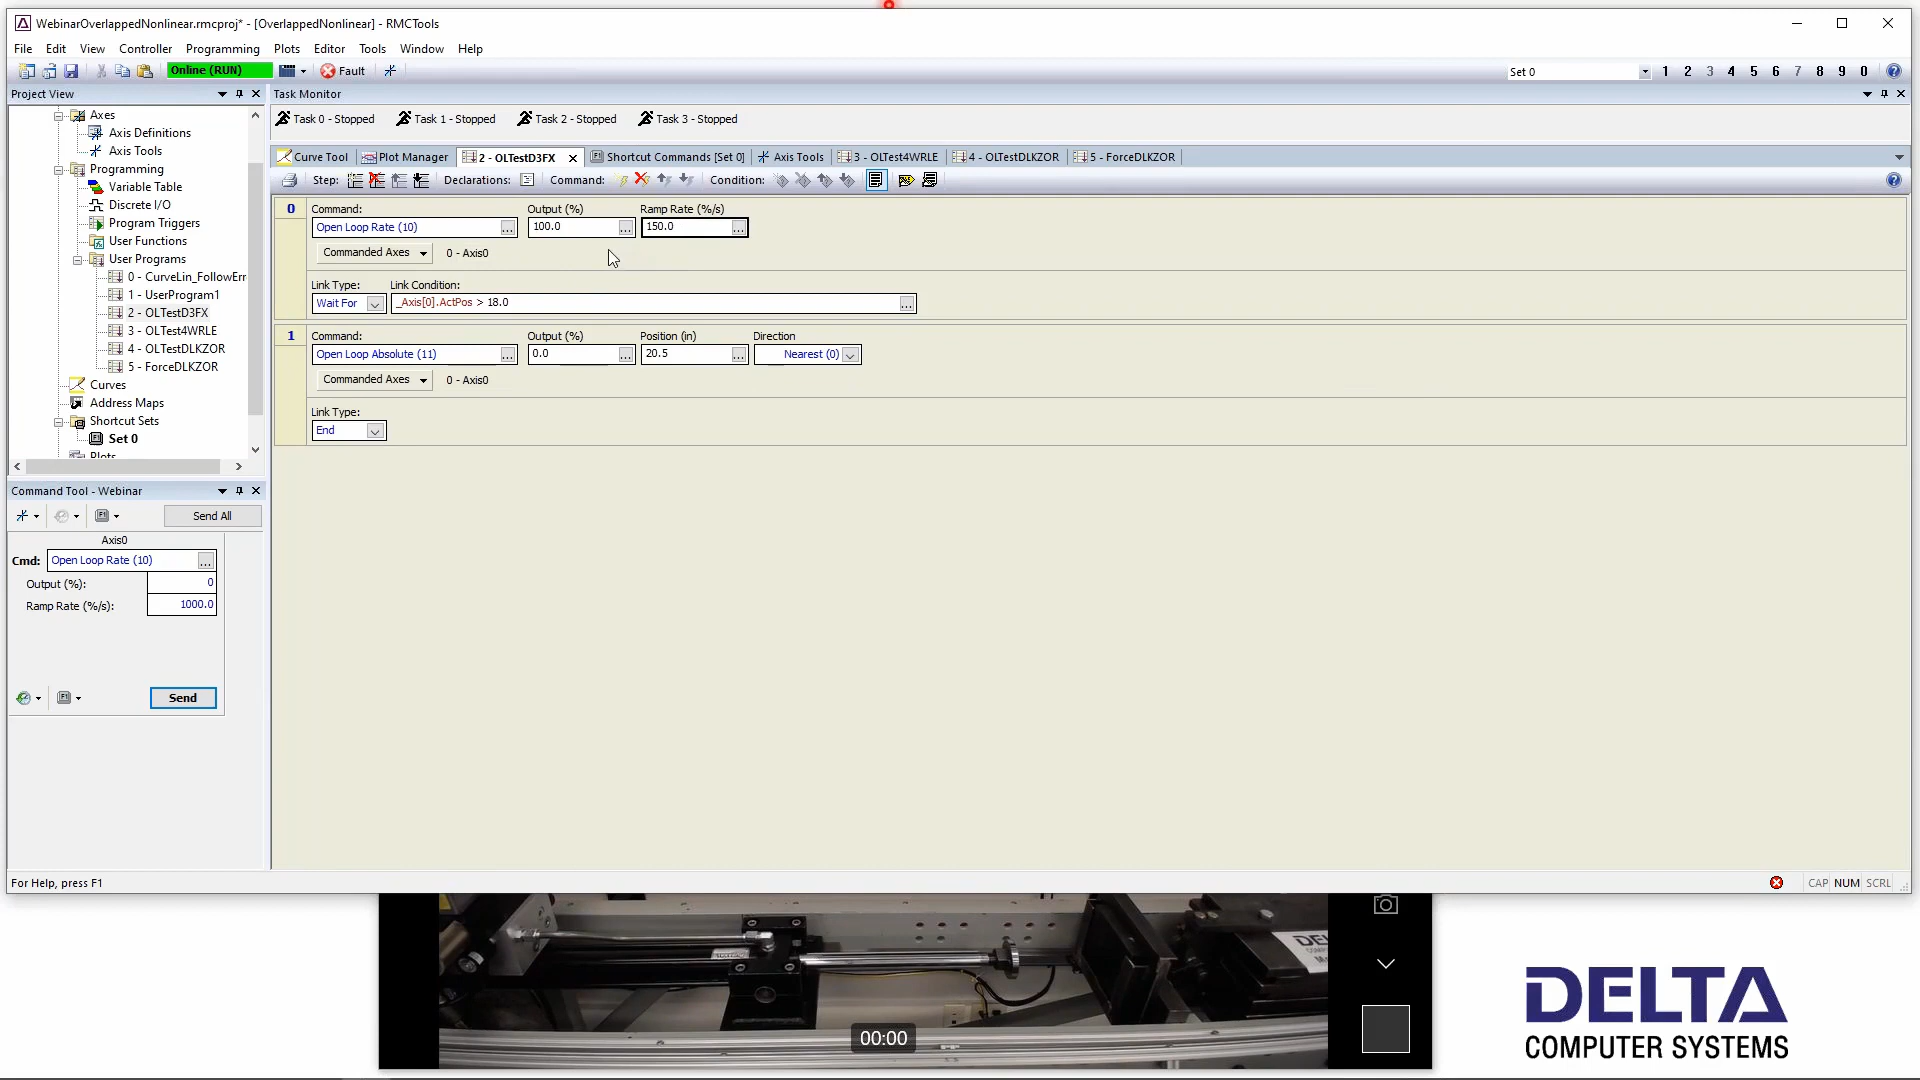 WebinarOverlappedNonlinear.rmcproj* - [OverlappedNonlinear] - RMCTools
File Edit View Controller Programming Plots Editor Tools Window Help
Online (RUN) Fault Set 0 1 2 3 4 5 6 7 8 9 0
Project View
Axes
Axis Definitions
Axis Tools
Programming
Variable Table
Discrete I/O
Program Triggers
User Functions
User Programs
0 - CurveLin_FollowErr
1 - UserProgram1
2 - OLTestD3FX
3 - OLTest4WRLE
4 - OLTestDLKZOR
5 - ForceDLKZOR
Curves
Address Maps
Shortcut Sets
Set 0
Plots
Task Monitor
Task 0 - Stopped Task 1 - Stopped Task 2 - Stopped Task 3 - Stopped
Curve Tool Plot Manager 2 - OLTestD3FX Shortcut Commands [Set 0] Axis Tools 3 - OLTest4WRLE 4 - OLTestDLKZOR 5 - ForceDLKZOR
Step: Declarations: Command: Condition:
0 Command: Output (%) Ramp Rate (%/s)
Open Loop Rate (10) ... 100.0 ... 150.0 ...
Commanded Axes 0 - Axis0
Link Type: Link Condition:
Wait For _Axis[0].ActPos > 18.0 ...
1 Command: Output (%) Position (in) Direction
Open Loop Absolute (11) ... 0.0 ... 20.5 ... Nearest (0)
Commanded Axes 0 - Axis0
Link Type:
End
Command Tool - Webinar
Send All
Axis0
Cmd: Open Loop Rate (10) ...
Output (%): 0
Ramp Rate (%/s): 1000.0
Send
For Help, press F1
CAP NUM SCRL
00:00
DELTA
COMPUTER SYSTEMS